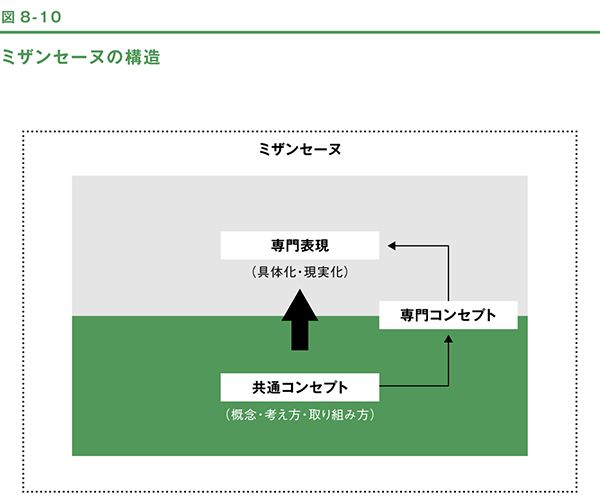 図 8-10
ミザンセーヌの構造
ミザンセーヌ
専門表現
（具体化・現実化）
専門コンセプト
共通コンセプト
（概念・考え方・取り組み方）